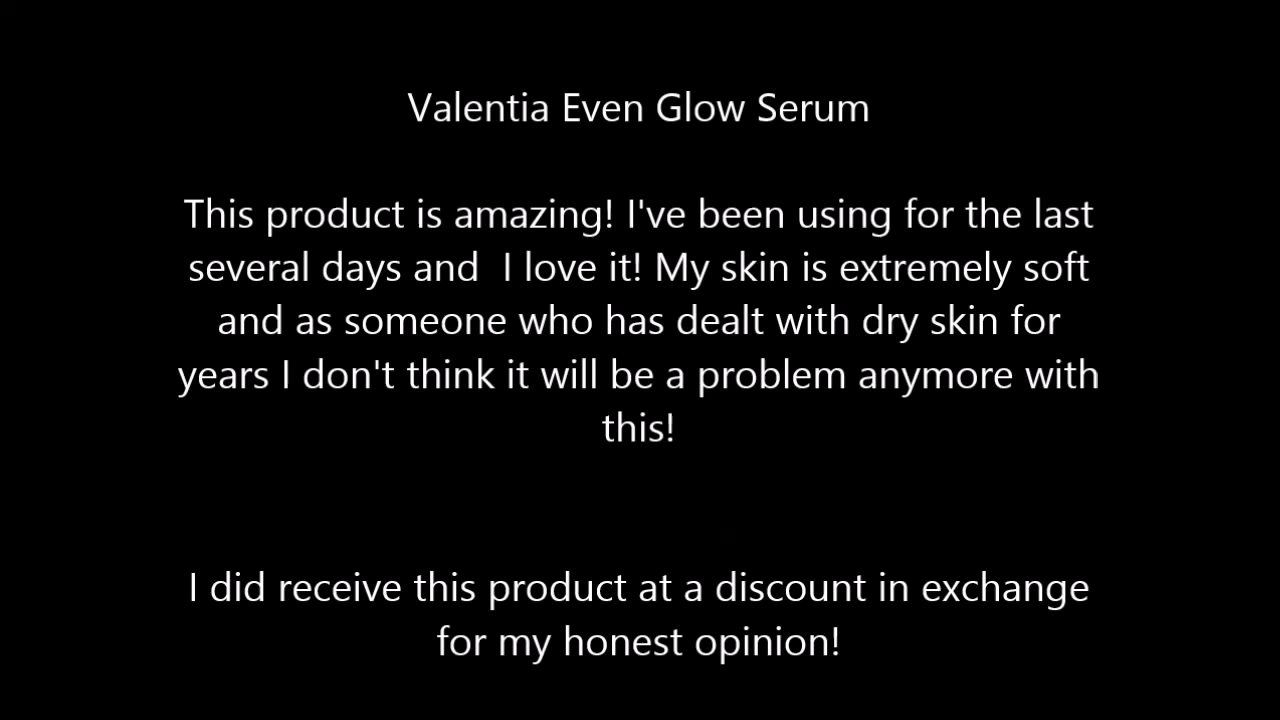 Valentia Even Glow Serum
This product is amazing! I've been using for the last
several days and  I love it! My skin is extremely soft
and as someone who has dealt with dry skin for
years I don't think it will be a problem anymore with
this!
I did receive this product at a discount in exchange
for my honest opinion!